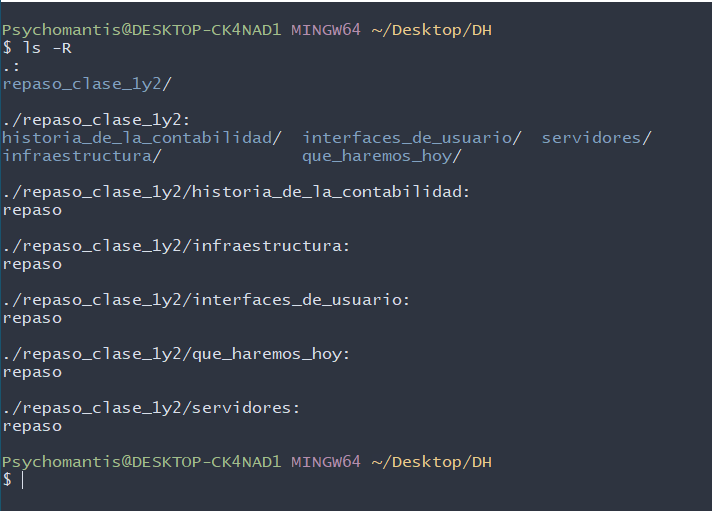 Psychomantis@DESKTOP-CK4NAD1 MINGW64 ~/Desktop/DH
$ ls -R
.:
repaso_clase_1y2/

./repaso_clase_1y2:
historia_de_la_contabilidad/  interfaces_de_usuario/  servidores/
infraestructura/              que_haremos_hoy/

./repaso_clase_1y2/historia_de_la_contabilidad:
repaso

./repaso_clase_1y2/infraestructura:
repaso

./repaso_clase_1y2/interfaces_de_usuario:
repaso

./repaso_clase_1y2/que_haremos_hoy:
repaso

./repaso_clase_1y2/servidores:
repaso

Psychomantis@DESKTOP-CK4NAD1 MINGW64 ~/Desktop/DH
$